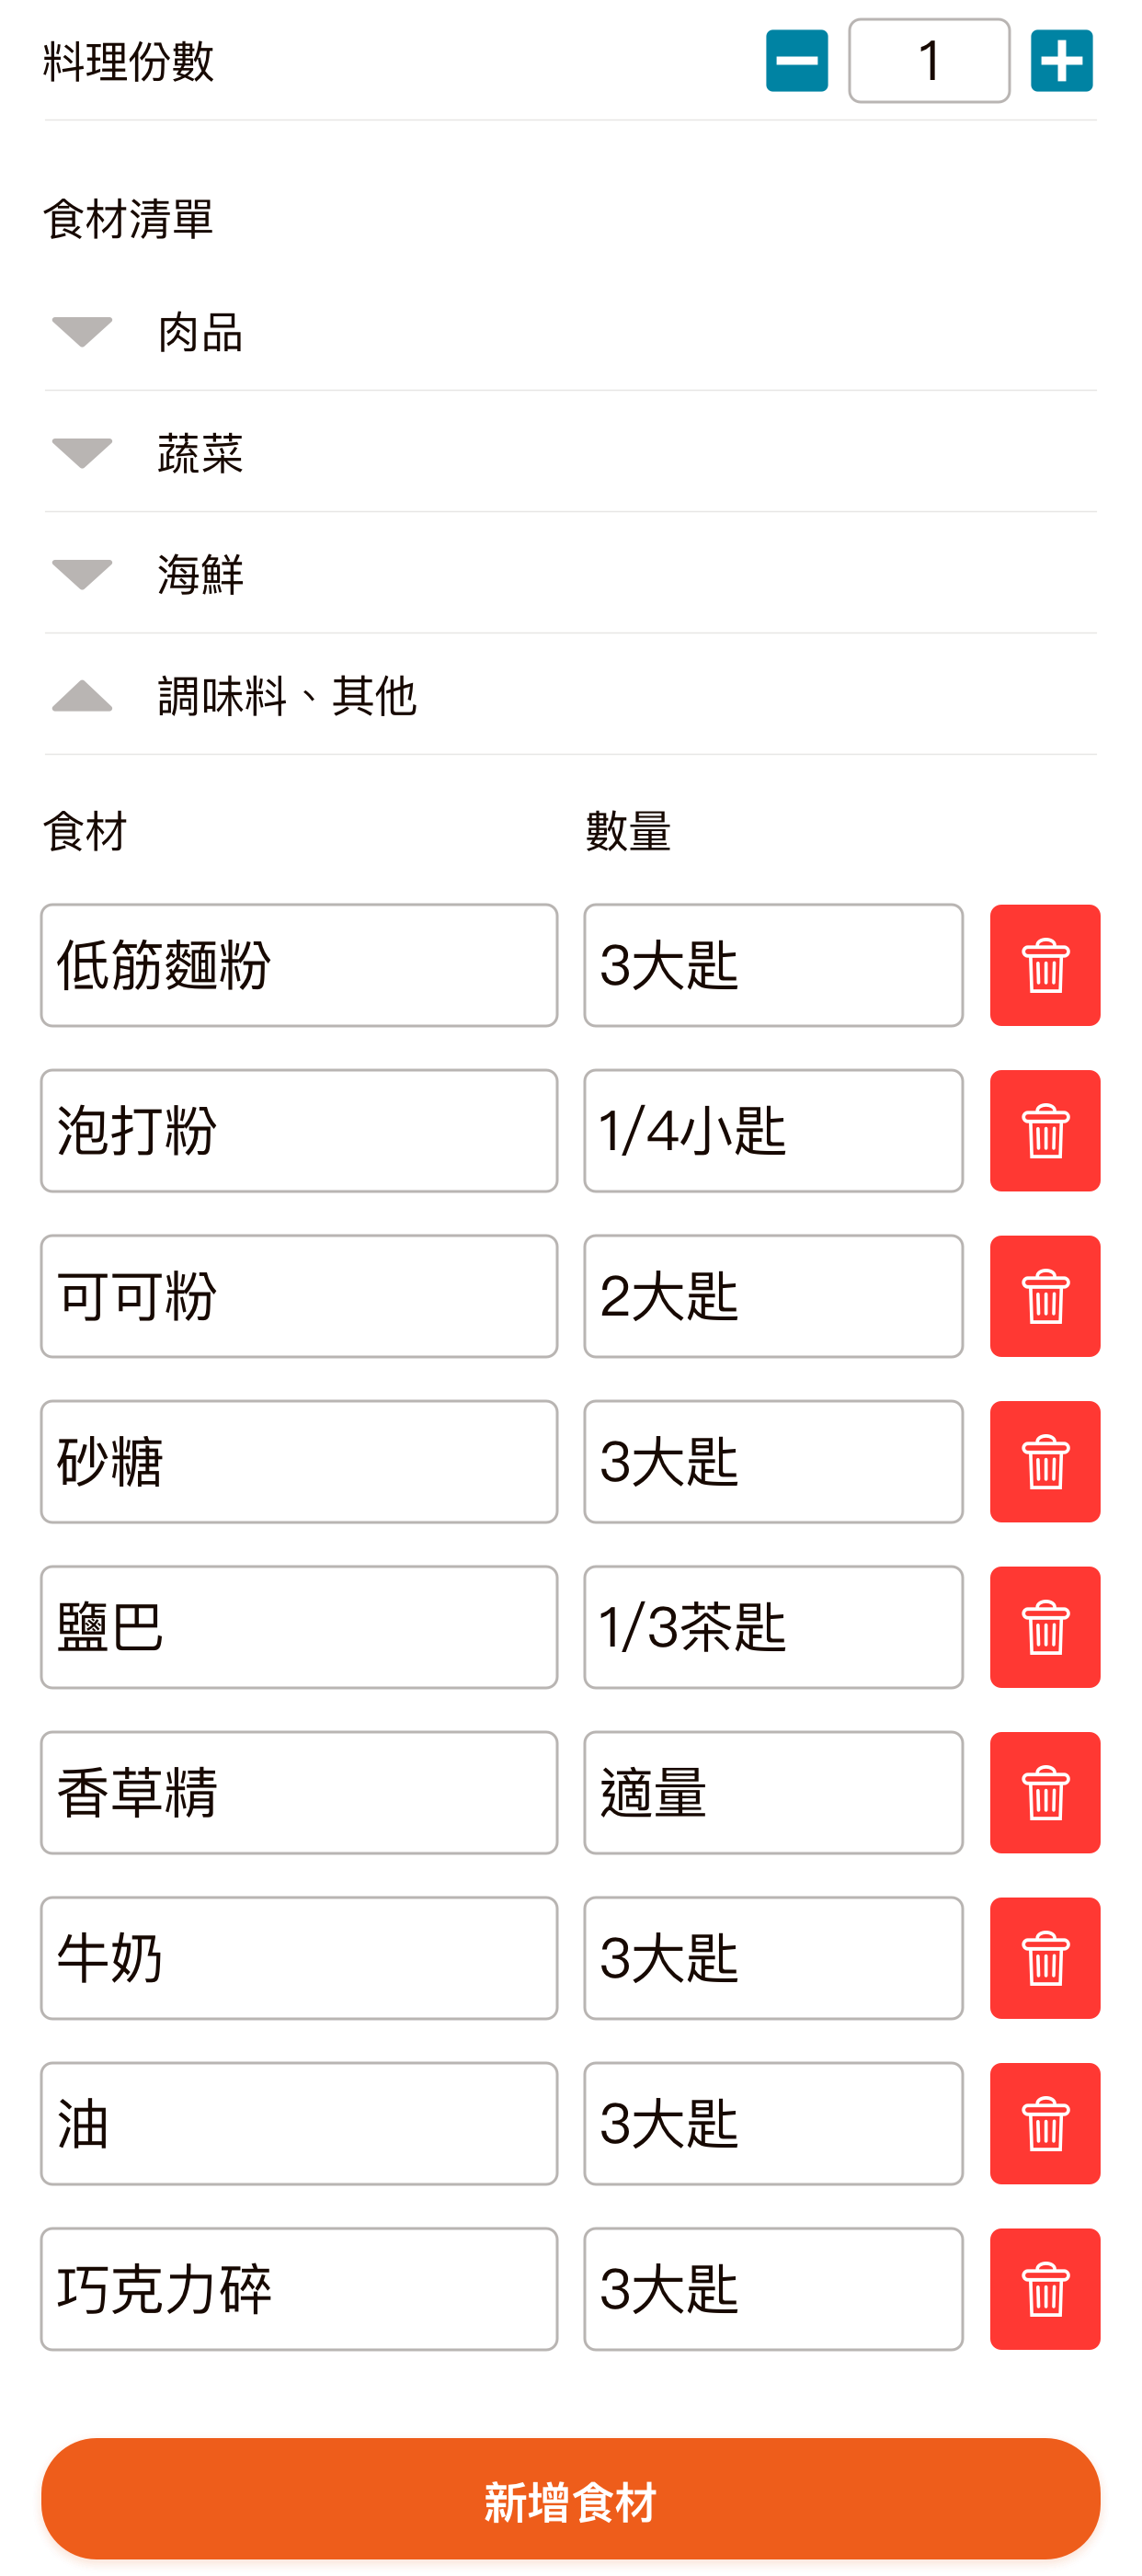 料理份數 1
食材清單
肉品
蔬菜
海鮮
調味料、其他
食材 數量
低筋麵粉 3大匙
泡打粉 1/4小匙
可可粉 2大匙
砂糖 3大匙
鹽巴 1/3茶匙
香草精 適量
牛奶 3大匙
油 3大匙
巧克力碎 3大匙
新增食材